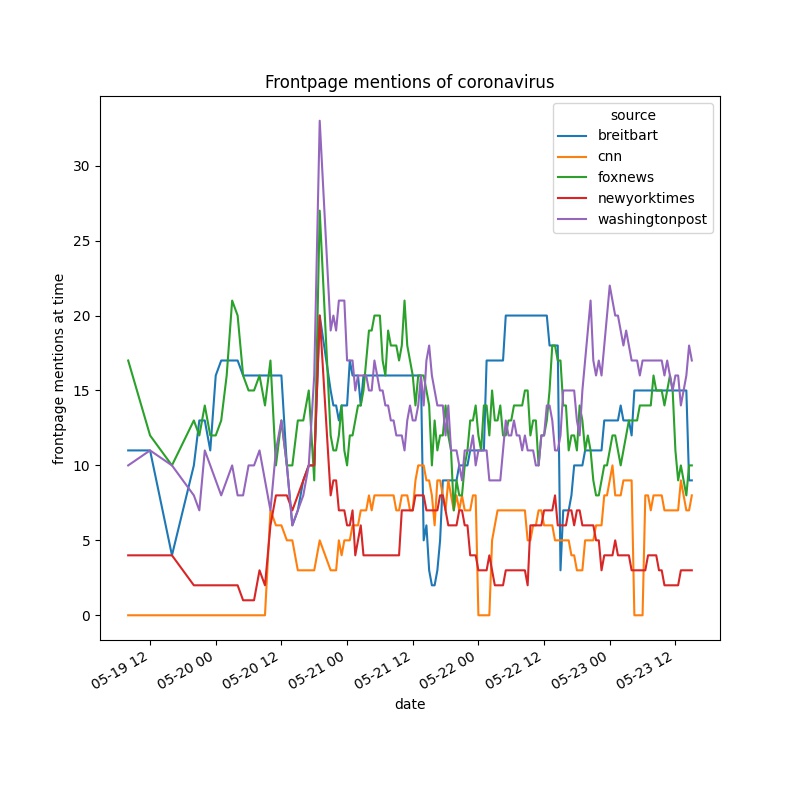 Frontpage mentions of coronavirus
source
breitbart
cnn
foxnews
newyorktimes
washingtonpost
frontpage mentions at time
30
25
20
15
10
5
0
05-19 12
05-20 00
05-20 12
05-21 00
05-21 12
05-22 00
05-22 12
05-23 00
05-23 12
date